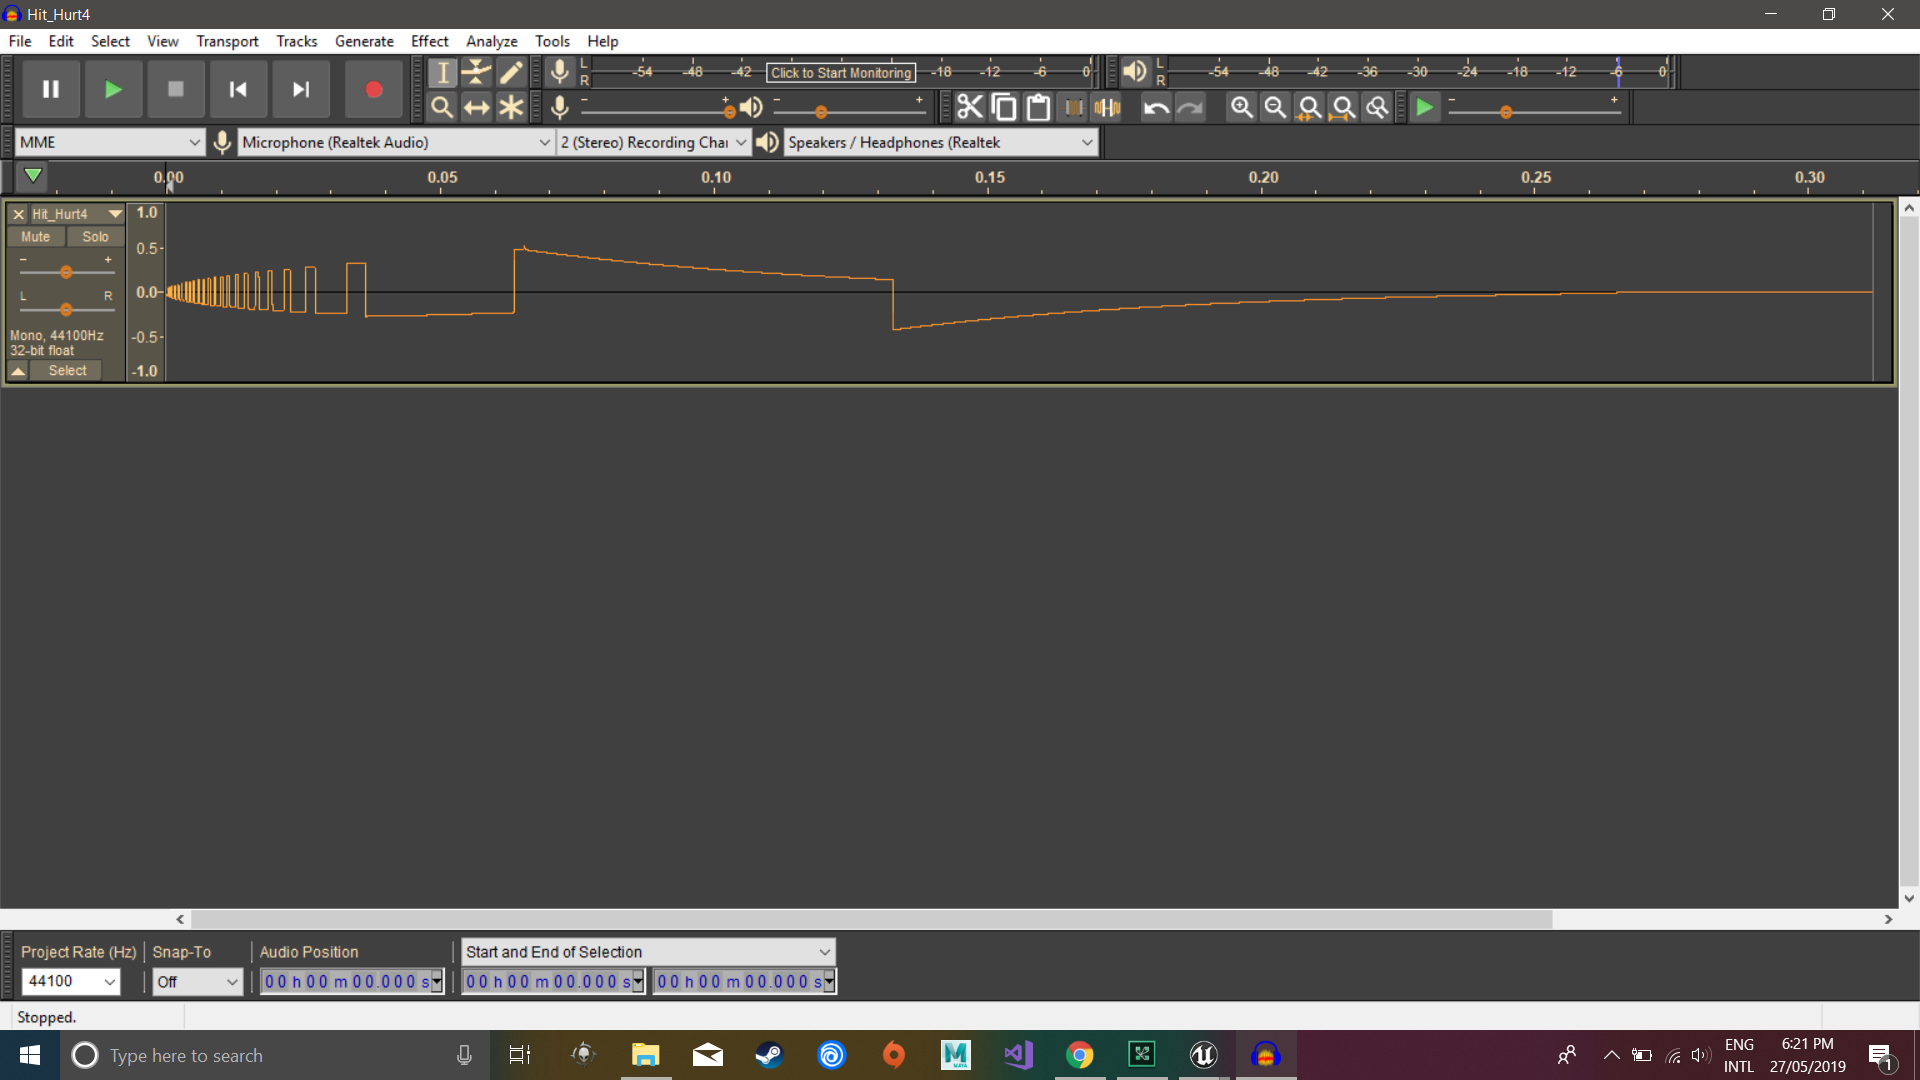 Hit_Hurt4
File Edit Select View Transport Tracks Generate Effect Analyze Tools Help
L R -54 -48 -42 Click to Start Monitoring -18 -12 -6 0 L R -54 -48 -42 -36 -30 -24 -18 -12 -6 0
- + - + - +
MME Microphone (Realtek Audio) 2 (Stereo) Recording Chai Speakers / Headphones (Realtek
0.00 0.05 0.10 0.15 0.20 0.25 0.30
Hit_Hurt4 1.0
Mute Solo 0.5
- +
L R 0.0
Mono, 44100Hz -0.5
32-bit float
Select -1.0
Project Rate (Hz) Snap-To Audio Position Start and End of Selection
44100 Off 00 h 00 m 00.000 s 00 h 00 m 00.000 s 00 h 00 m 00.000 s
Stopped.
Type here to search ENG 6:21 PM
M MAYA INTL 27/05/2019 1